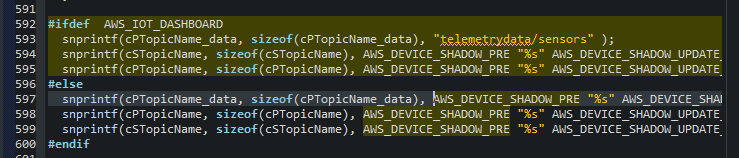 591
592 #ifdef AWS_IOT_DASHBOARD
593 snprintf(cPTopicName_data, sizeof(cPTopicName_data), "telemetrydata/sensors" );
594 snprintf(cSTopicName, sizeof(cSTopicName), AWS_DEVICE_SHADOW_PRE "%s" AWS_DEVICE_SHADOW_UPDATE_
595 snprintf(cPTopicName, sizeof(cPTopicName), AWS_DEVICE_SHADOW_PRE "%s" AWS_DEVICE_SHADOW_UPDATE_
596 #else
597 snprintf(cPTopicName_data, sizeof(cPTopicName_data), AWS_DEVICE_SHADOW_PRE "%s" AWS_DEVICE_SHA
598 snprintf(cPTopicName, sizeof(cPTopicName), AWS_DEVICE_SHADOW_PRE "%s" AWS_DEVICE_SHADOW_UPDATE_
599 snprintf(cSTopicName, sizeof(cSTopicName), AWS_DEVICE_SHADOW_PRE "%s" AWS_DEVICE_SHADOW_UPDATE_
600 #endif